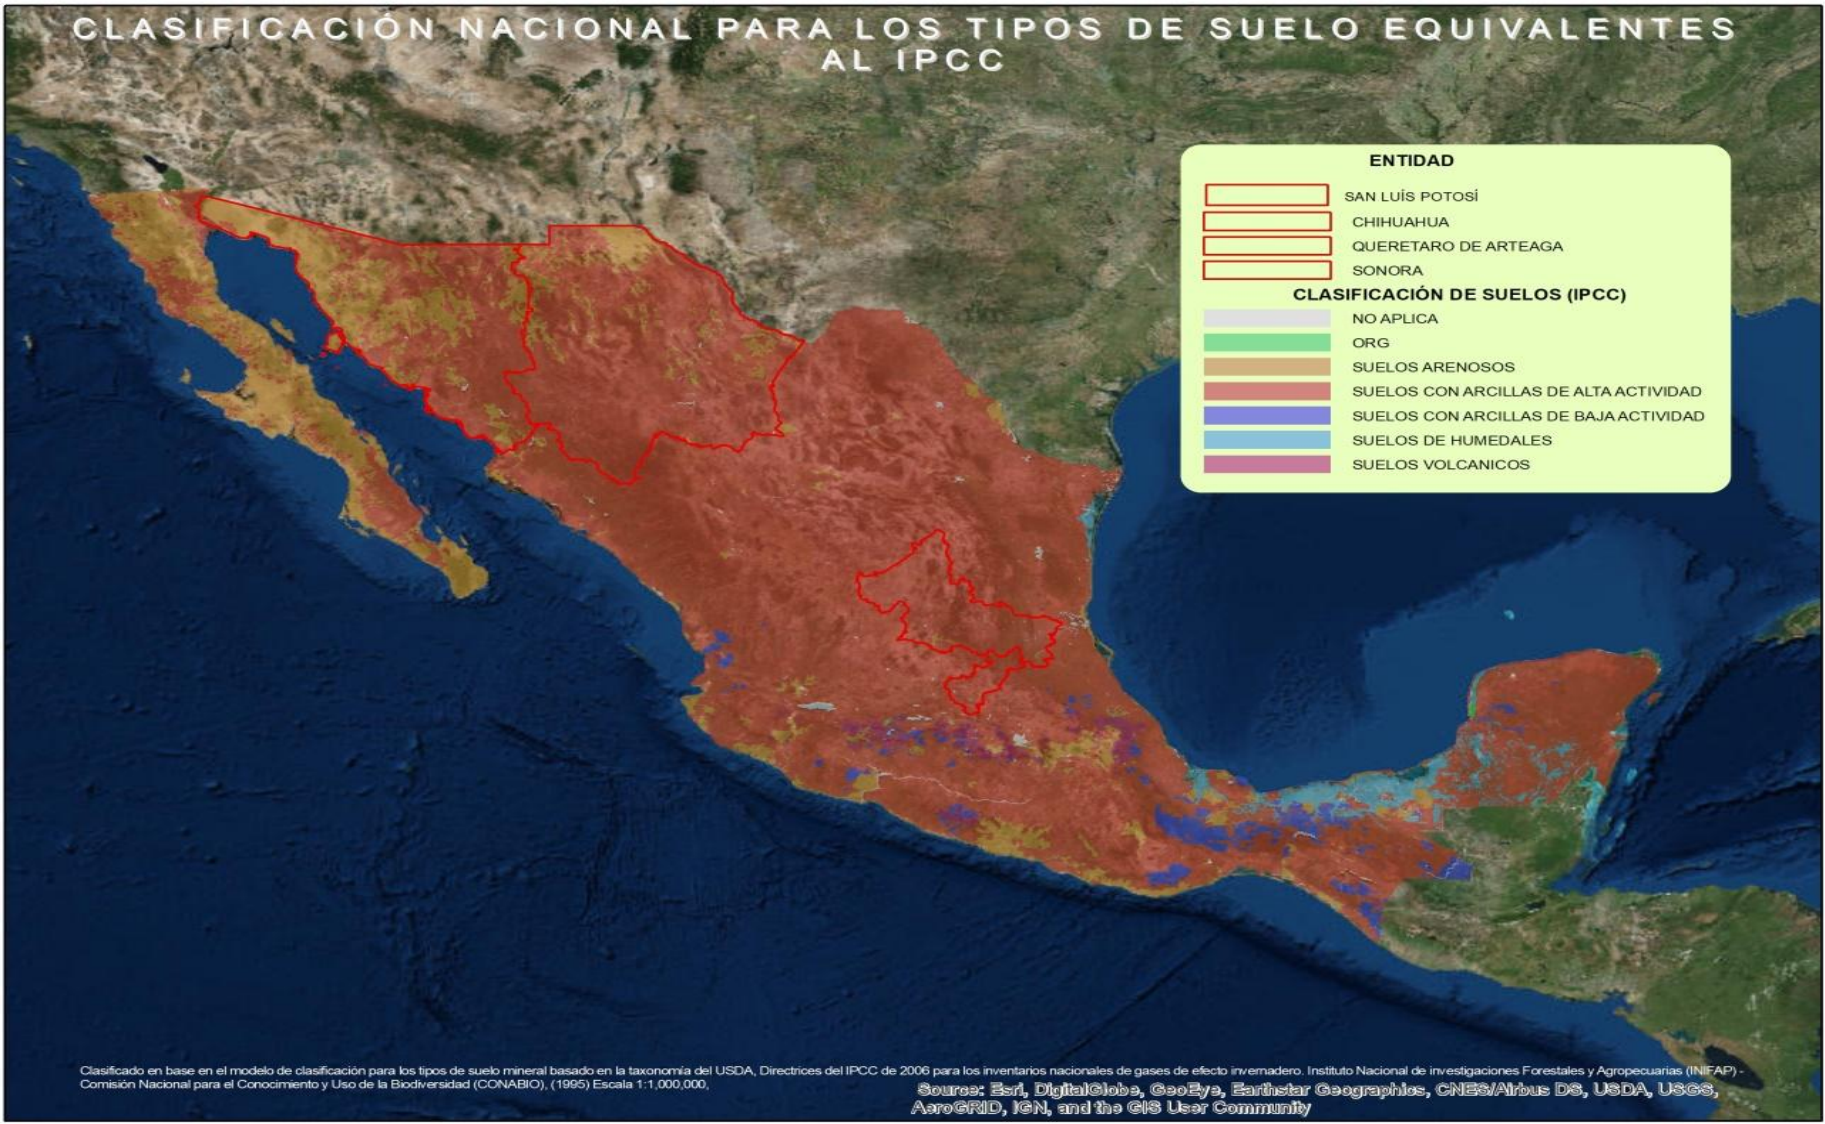 CLASIFICACIÓN NACIONAL PARA LOS TIPOS DE SUELO EQUIVALENTES
AL IPCC
ENTIDAD
SAN LUÍS POTOSÍ
CHIHUAHUA
QUERETARO DE ARTEAGA
SONORA
CLASIFICACIÓN DE SUELOS (IPCC)
NO APLICA
ORG
SUELOS ARENOSOS
SUELOS CON ARCILLAS DE ALTA ACTIVIDAD
SUELOS CON ARCILLAS DE BAJA ACTIVIDAD
SUELOS DE HUMEDALES
SUELOS VOLCANICOS
Clasificado en base en el modelo de clasificación para los tipos de suelo mineral basado en la taxonomía del USDA, Directrices del IPCC de 2006 para los inventarios nacionales de gases de efecto invernadero. Instituto Nacional de investigaciones Forestales y Agropecuarias (INIFAP) -
Comisión Nacional para el Conocimiento y Uso de la Biodiversidad (CONABIO), (1995) Escala 1:1,000,000,
Source: Esri, DigitalGlobe, GeoEye, Earthstar Geographics, CNES/Airbus DS, USDA, USGS,
AeroGRID, IGN, and the GIS User Community